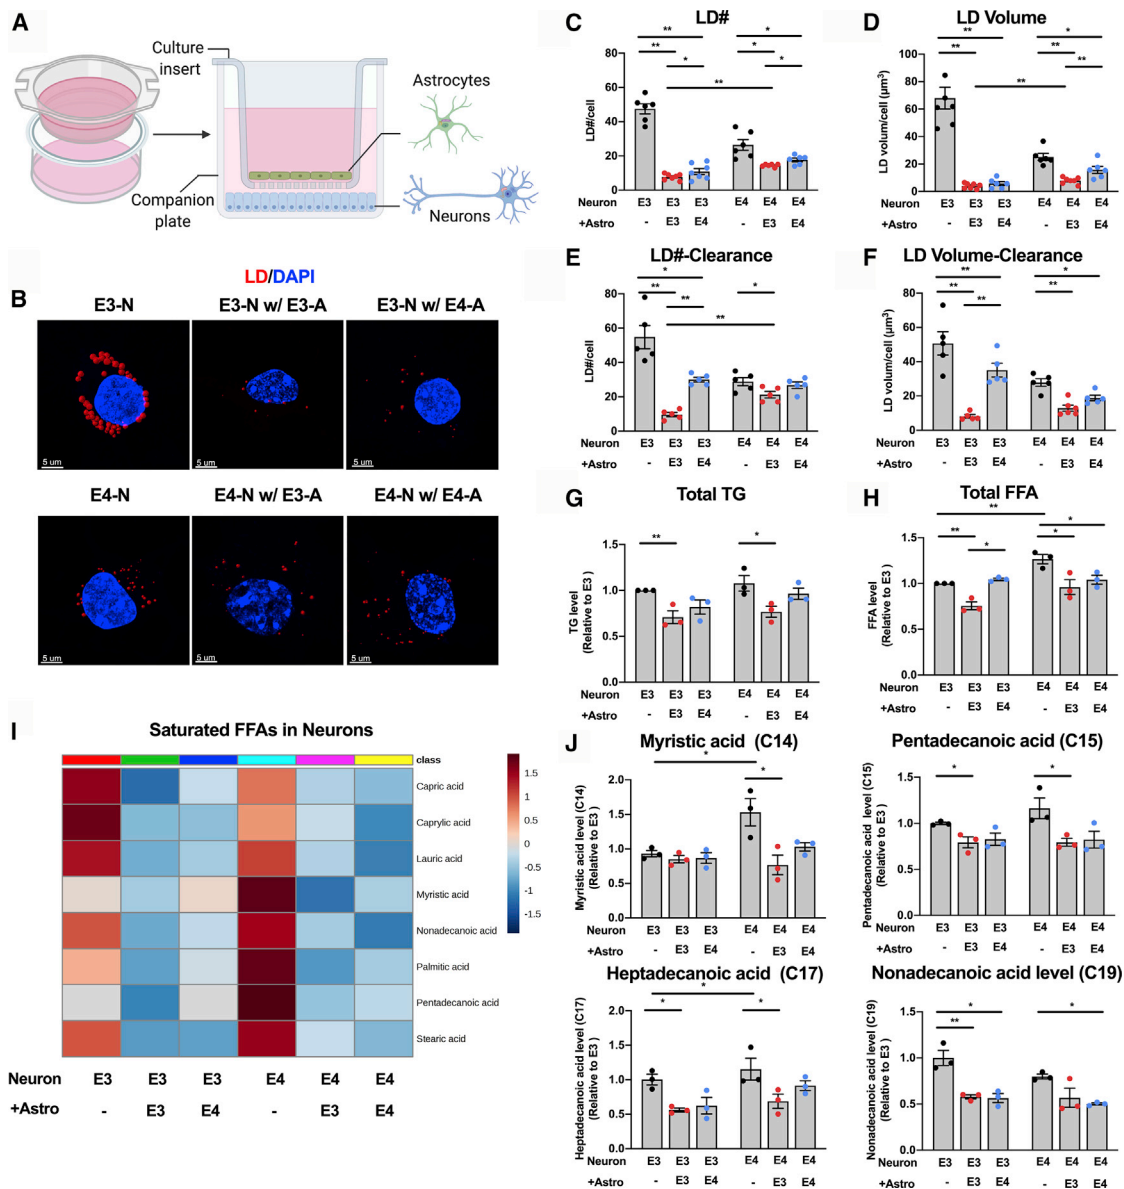 A
Culture
insert
Astrocytes
Companion
plate
Neurons
B
LD/DAPI
E3-N
E3-N w/ E3-A
E3-N w/ E4-A
5 um
5 um
5 um
E4-N
E4-N w/ E3-A
E4-N w/ E4-A
5 um
5 um
5 um
C
LD#
LD#/cell
80
60
40
20
0
** ** * ** * * *
Neuron E3 E3 E3 E4 E4 E4
+Astro - E3 E4 - E3 E4
D
LD Volume
LD volum/cell (µm³)
100
80
60
40
20
0
** ** ** * ** **
Neuron E3 E3 E3 E4 E4 E4
+Astro - E3 E4 - E3 E4
E
LD#-Clearance
LD#/cell
80
60
40
20
0
* ** ** ** *
Neuron E3 E3 E3 E4 E4 E4
+Astro - E3 E4 - E3 E4
F
LD Volume-Clearance
LD volum/cell (µm³)
80
60
40
20
0
** ** ** * **
Neuron E3 E3 E3 E4 E4 E4
+Astro - E3 E4 - E3 E4
G
Total TG
TG level
(Relative to E3 )
1.5
1.0
0.5
0.0
** *
Neuron E3 E3 E3 E4 E4 E4
+Astro - E3 E4 - E3 E4
H
Total FFA
FFA level
(Relative to E3 )
1.5
1.0
0.5
0.0
** ** * * *
Neuron E3 E3 E3 E4 E4 E4
+Astro - E3 E4 - E3 E4
I
Saturated FFAs in Neurons
class
Capric acid
Caprylic acid
Lauric acid
Myristic acid
Nonadecanoic acid
Palmitic acid
Pentadecanoic acid
Stearic acid
1.5
1
0.5
0
-0.5
-1
-1.5
Neuron E3 E3 E3 E4 E4 E4
+Astro - E3 E4 - E3 E4
J
Myristic acid (C14)
Myristic acid level (C14)
(Relative to E3 )
2.0
1.5
1.0
0.5
0.0
* *
Neuron E3 E3 E3 E4 E4 E4
+Astro - E3 E4 - E3 E4
Pentadecanoic acid (C15)
Pentadecanoic acid level (C15)
(Relative to E3 )
1.5
1.0
0.5
0.0
* *
Neuron E3 E3 E3 E4 E4 E4
+Astro - E3 E4 - E3 E4
Heptadecanoic acid (C17)
Heptadecanoic acid level (C17)
(Relative to E3 )
2.0
1.5
1.0
0.5
0.0
* * *
Neuron E3 E3 E3 E4 E4 E4
+Astro - E3 E4 - E3 E4
Nonadecanoic acid level (C19)
Nonadecanoic acid level (C19)
(Relative to E3 )
1.5
1.0
0.5
0.0
* ** *
Neuron E3 E3 E3 E4 E4 E4
+Astro - E3 E4 - E3 E4